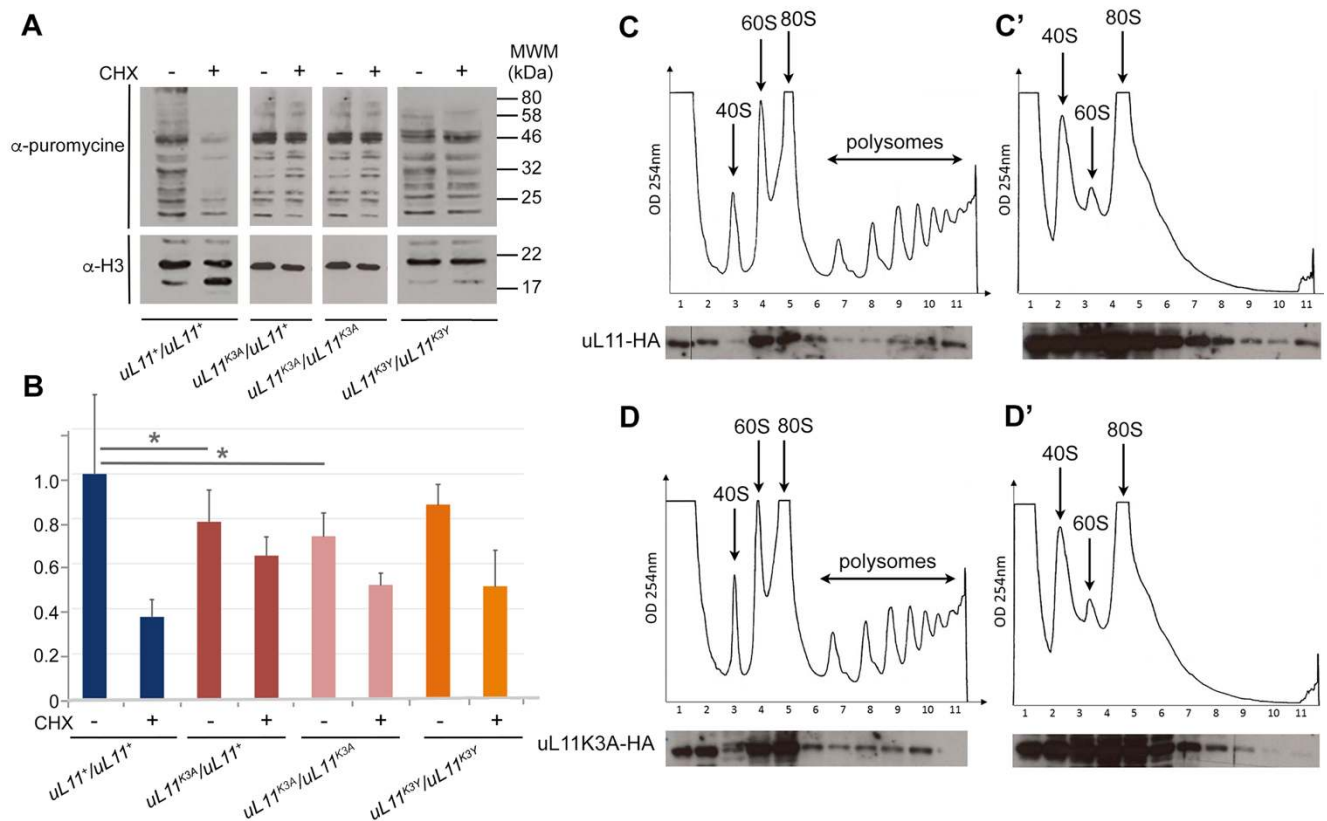 A
CHX - + - + - + - + MWM (kDa)
80
58
46
32
25
α-puromycine
22
17
α-H3
uL11⁺/uL11⁺ uL11ᴷ³ᴬ/uL11⁺ uL11ᴷ³ᴬ/uL11ᴷ³ᴬ uL11ᴷ³ʸ/uL11ᴷ³ʸ
B
* *
1.0
0.8
0.6
0.4
0.2
0
CHX - + - + - + - +
uL11⁺/uL11⁺ uL11ᴷ³ᴬ/uL11⁺ uL11ᴷ³ᴬ/uL11ᴷ³ᴬ uL11ᴷ³ʸ/uL11ᴷ³ʸ
C
60S 80S
40S
polysomes
OD 254nm
1 2 3 4 5 6 7 8 9 10 11
uL11-HA
C'
80S
40S
60S
OD 254nm
1 2 3 4 5 6 7 8 9 10 11
D
60S 80S
40S
polysomes
OD 254nm
1 2 3 4 5 6 7 8 9 10 11
uL11K3A-HA
D'
80S
40S
60S
OD 254nm
1 2 3 4 5 6 7 8 9 10 11